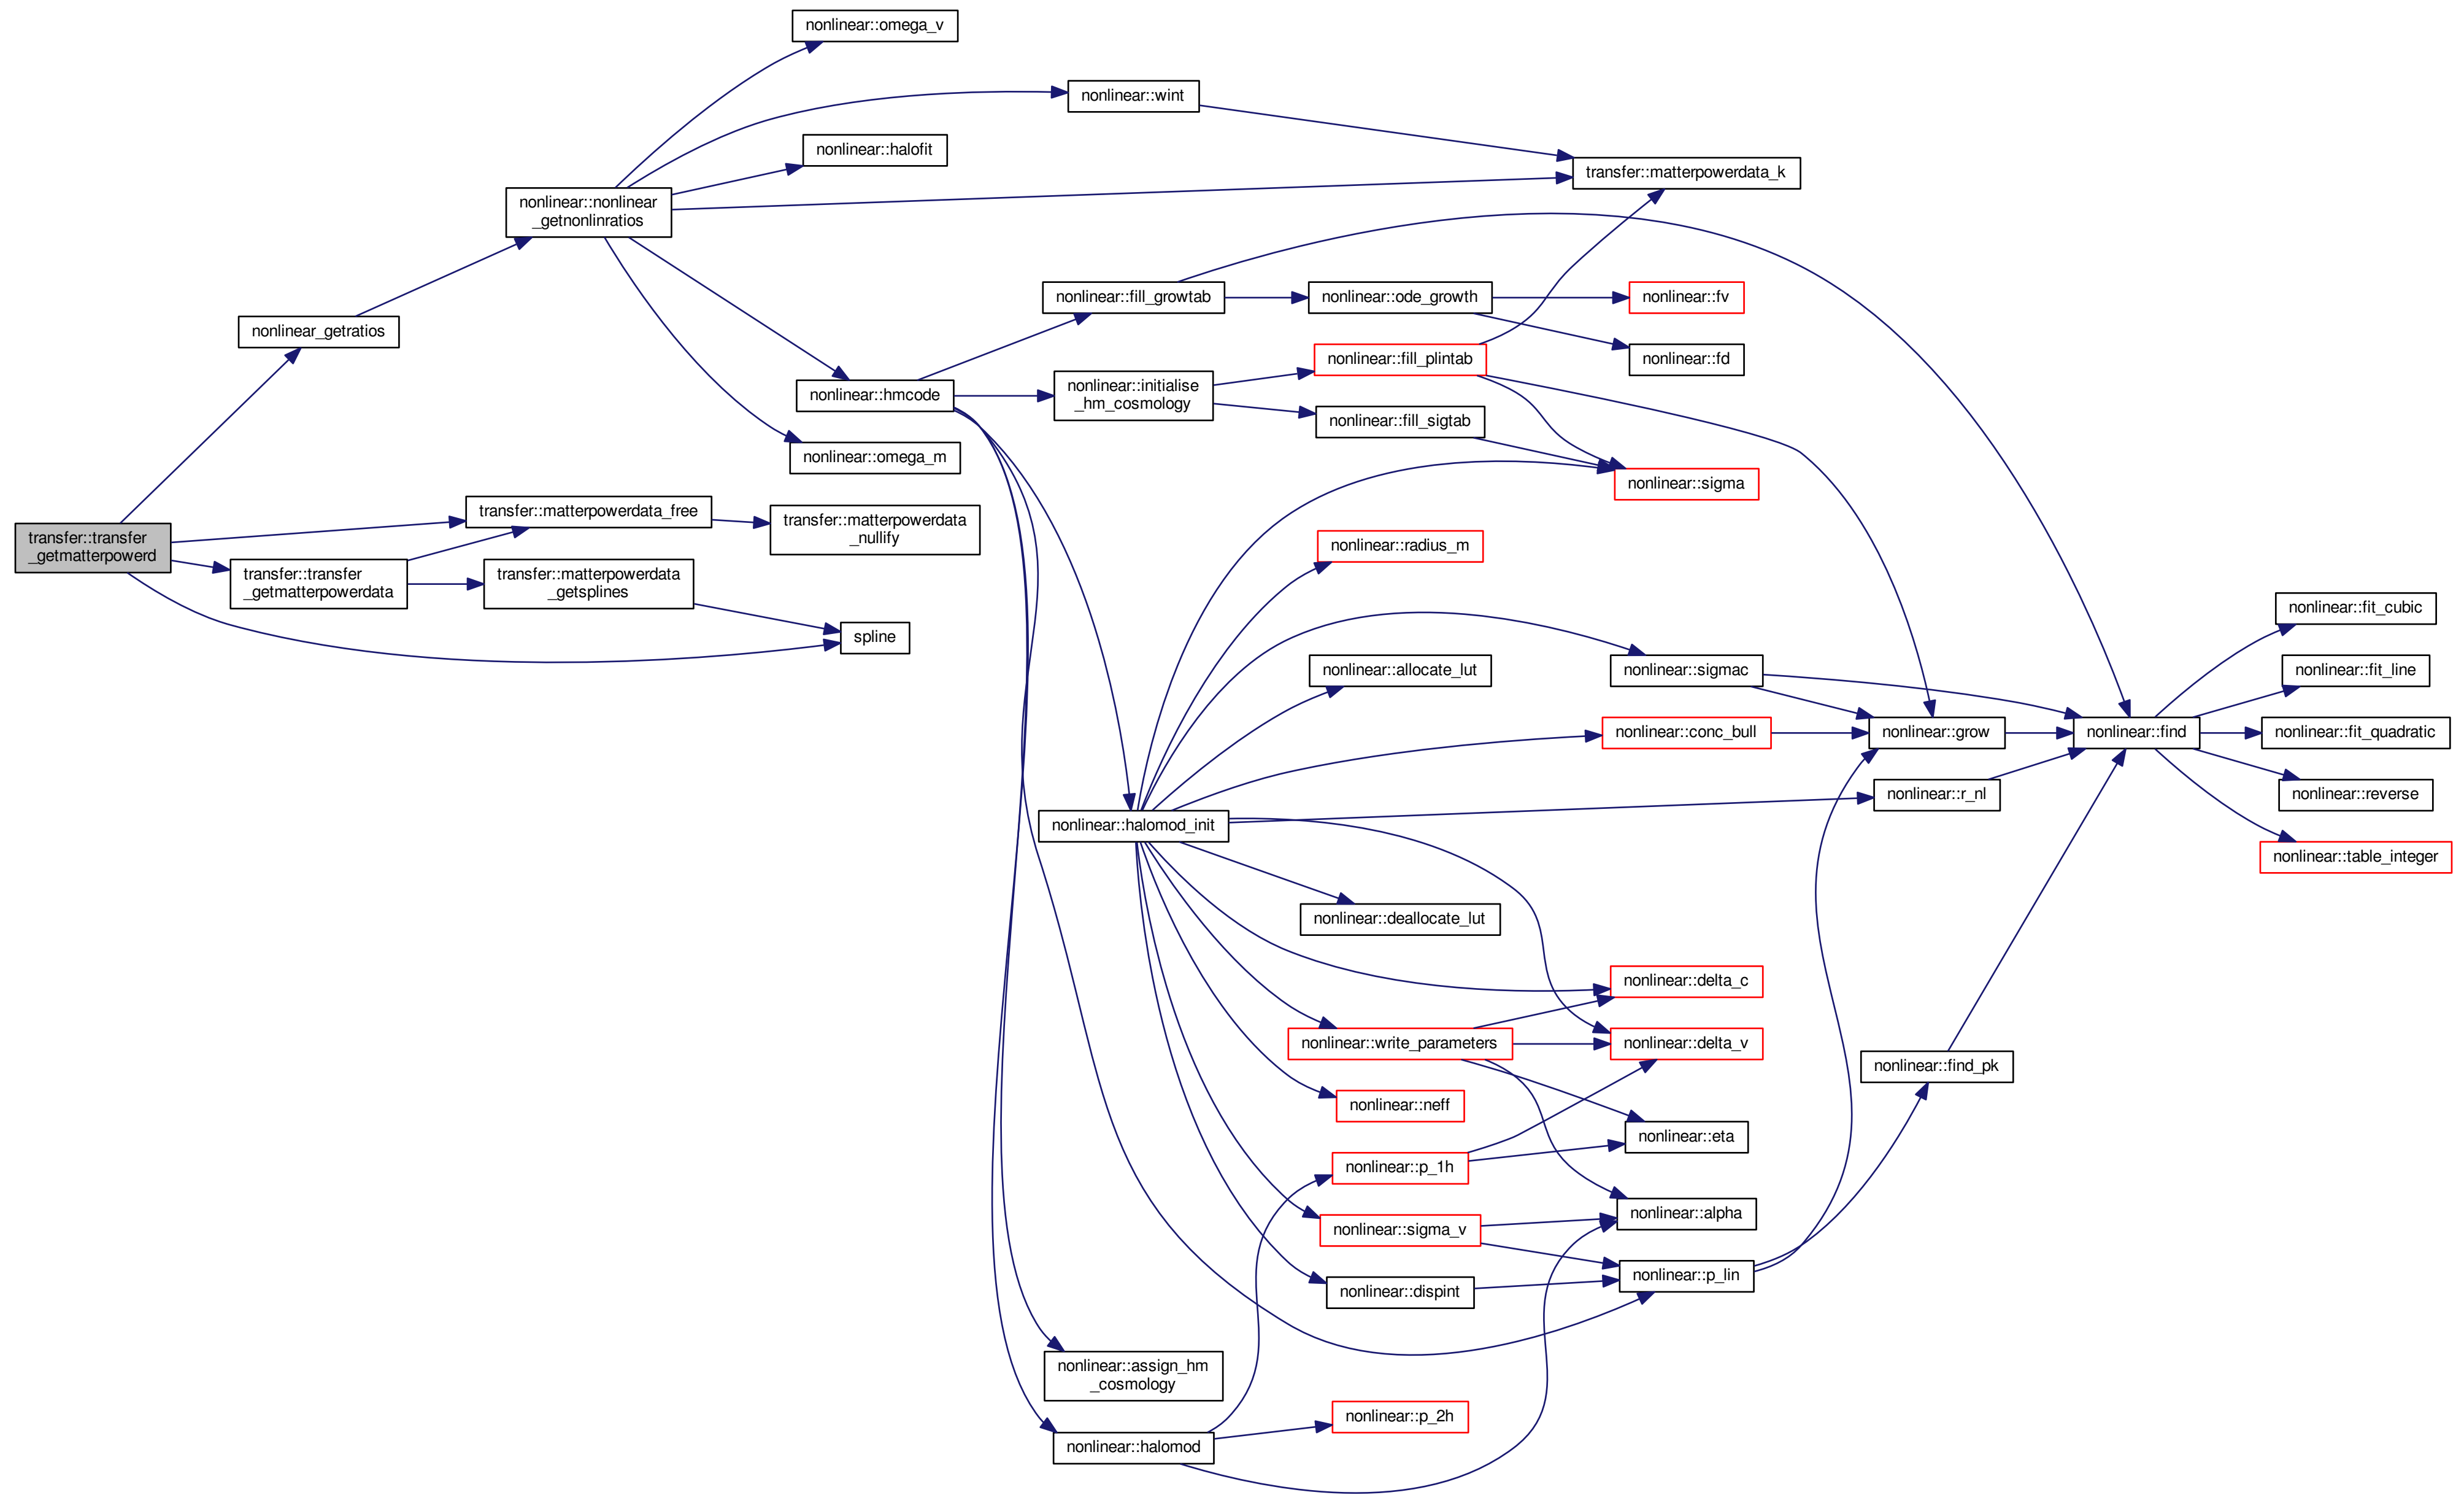 nonlinear::omega_v
nonlinear::wint
nonlinear::halofit
transfer::matterpowerdata_k
nonlinear::nonlinear
_getnonlinratios
nonlinear::fill_growtab
nonlinear::ode_growth
nonlinear::fv
nonlinear_getratios
nonlinear::fill_plintab
nonlinear::fd
nonlinear::hmcode
nonlinear::initialise
_hm_cosmology
nonlinear::fill_sigtab
nonlinear::omega_m
nonlinear::sigma
transfer::matterpowerdata_free
transfer::matterpowerdata
_nullify
transfer::transfer
_getmatterpowerd
nonlinear::radius_m
transfer::transfer
_getmatterpowerdata
transfer::matterpowerdata
_getsplines
nonlinear::fit_cubic
spline
nonlinear::allocate_lut
nonlinear::sigmac
nonlinear::fit_line
nonlinear::conc_bull
nonlinear::grow
nonlinear::find
nonlinear::fit_quadratic
nonlinear::r_nl
nonlinear::reverse
nonlinear::halomod_init
nonlinear::table_integer
nonlinear::deallocate_lut
nonlinear::delta_c
nonlinear::write_parameters
nonlinear::delta_v
nonlinear::find_pk
nonlinear::neff
nonlinear::eta
nonlinear::p_1h
nonlinear::alpha
nonlinear::sigma_v
nonlinear::p_lin
nonlinear::dispint
nonlinear::assign_hm
_cosmology
nonlinear::p_2h
nonlinear::halomod